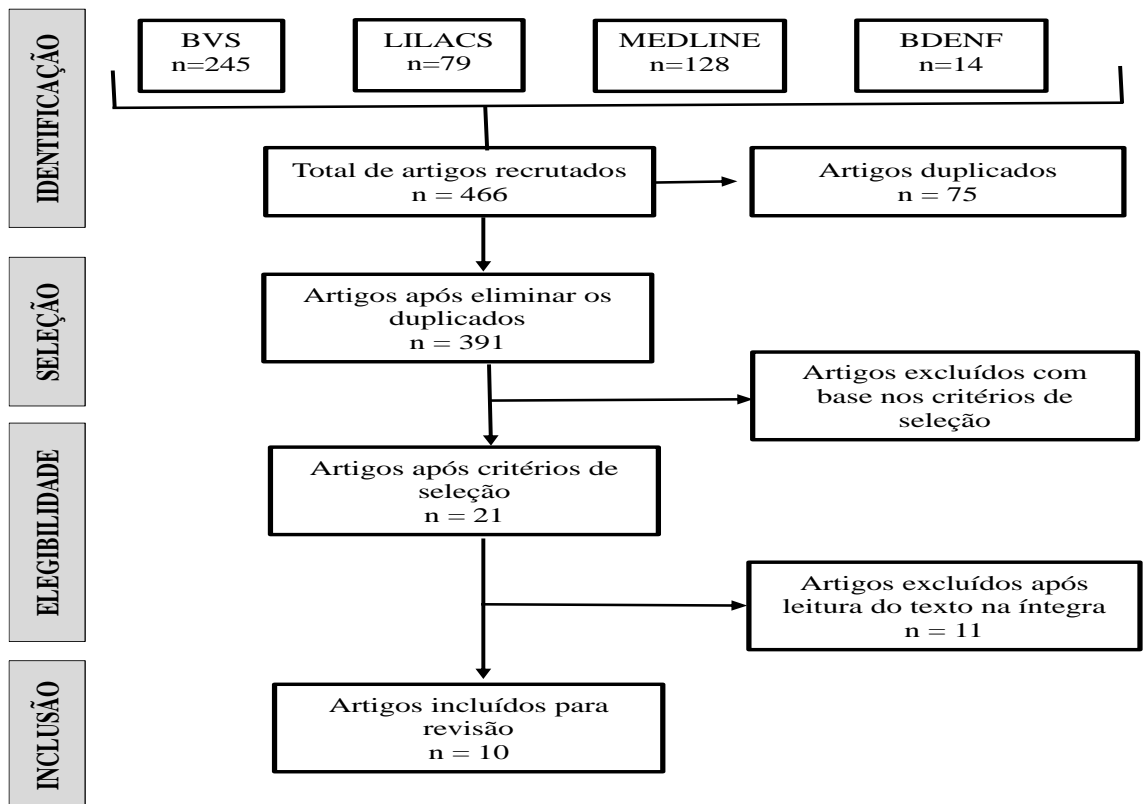 IDENTIFICAÇÃO
BVS
n=245
LILACS
n=79
MEDLINE
n=128
BDENF
n=14
Total de artigos recrutados
n = 466
Artigos duplicados
n = 75
SELEÇÃO
Artigos após eliminar os
duplicados
n = 391
Artigos excluídos com
base nos critérios de
seleção
ELEGIBILIDADE
Artigos após critérios de
seleção
n = 21
Artigos excluídos após
leitura do texto na íntegra
n = 11
INCLUSÃO
Artigos incluídos para
revisão
n = 10